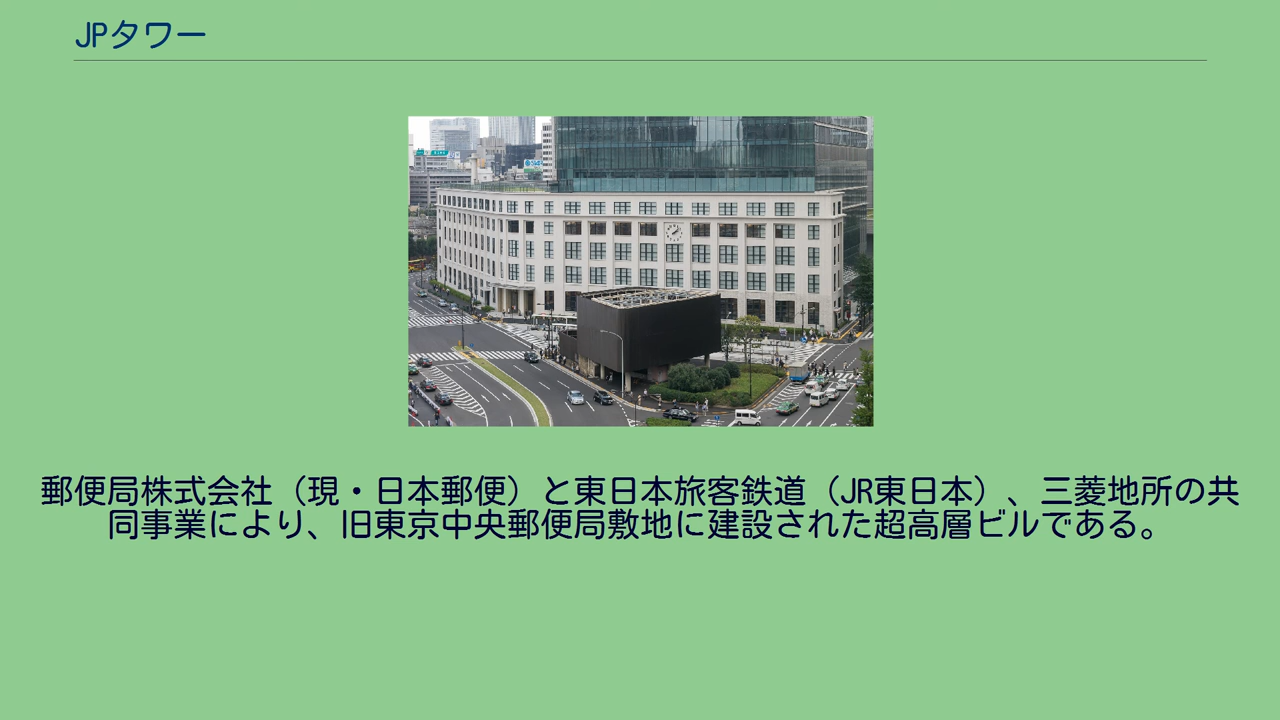 JPタワー
郵便局株式会社（現・日本郵便）と東日本旅客鉄道（JR東日本）、三菱地所の共
同事業により、旧東京中央郵便局敷地に建設された超高層ビルである。